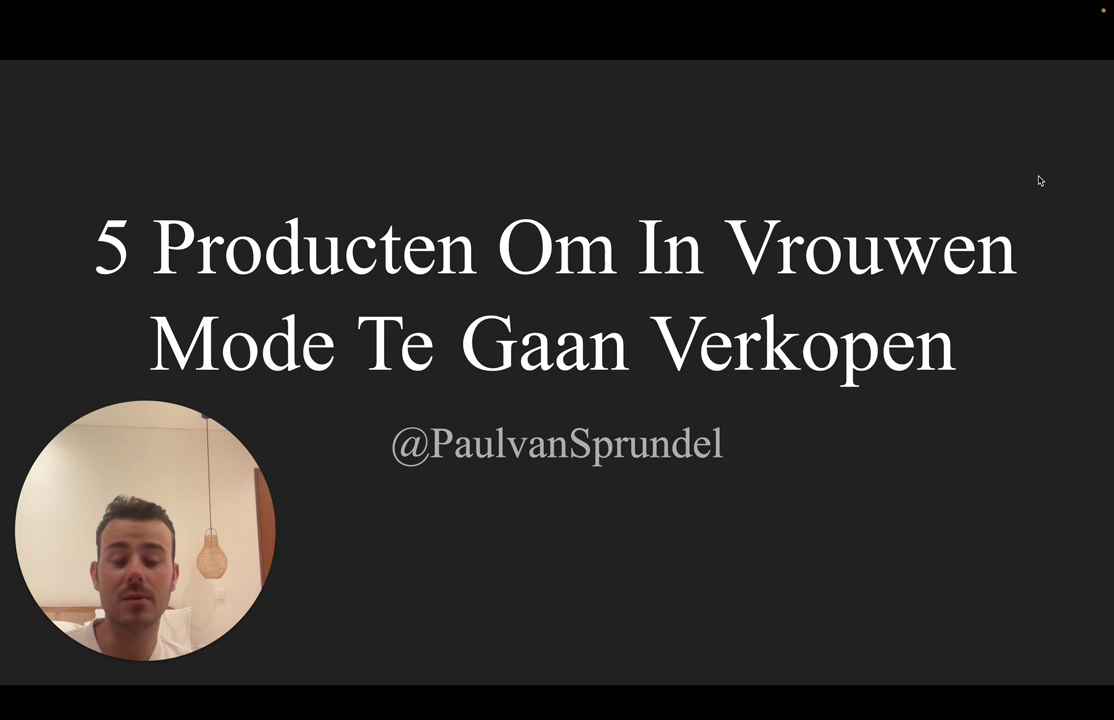 5 Producten Om In Vrouwen
Mode Te Gaan Verkopen
@PaulvanSprundel